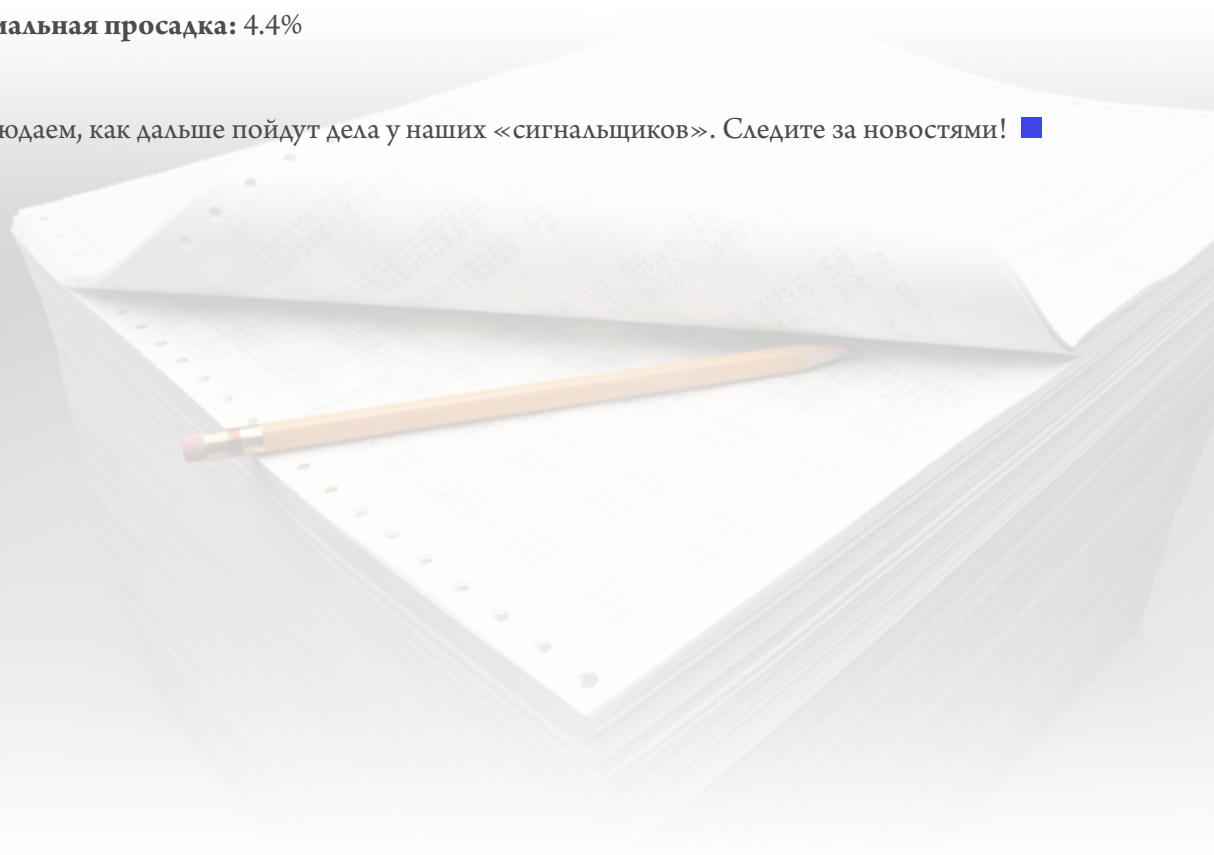 мальная просадка: 4.4%
юдаем, как дальше пойдут дела у наших «сигнальщиков». Следите за новостями!